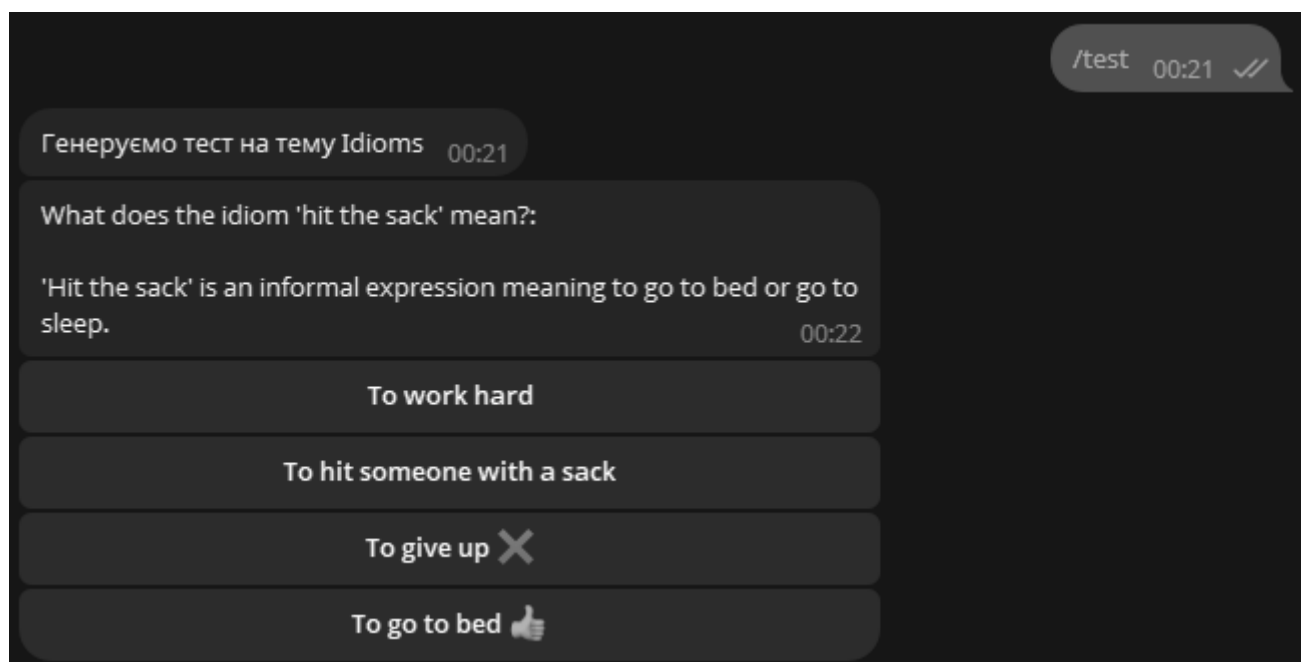 /test 00:21
Генеруємо тест на тему Idioms 00:21
What does the idiom 'hit the sack' mean?:
'Hit the sack' is an informal expression meaning to go to bed or go to
sleep. 00:22
To work hard
To hit someone with a sack
To give up ❌
To go to bed 👍